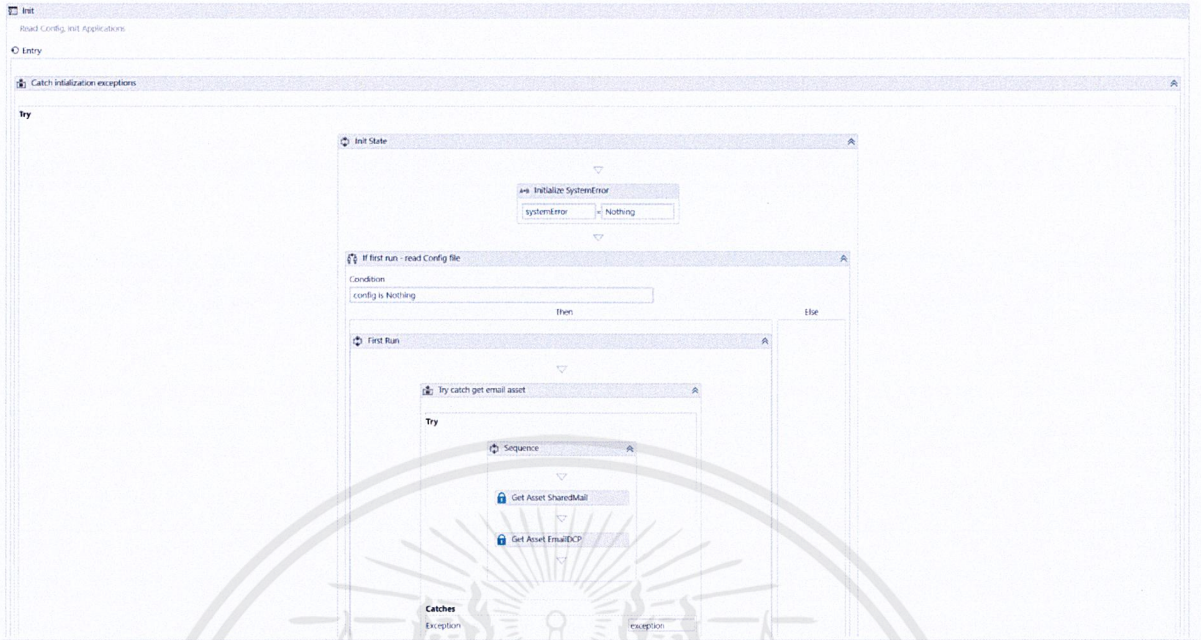 Init
Read Config, Init Applications
Entry
Catch intialization exceptions
Try
Init State
Initialize SystemError
systemError = Nothing
If first run - read Config file
Condition
config is Nothing
Then Else
First Run
Try catch get email asset
Try
Sequence
Get Asset SharedMail
Get Asset EmailDCP
Catches
Exception exception